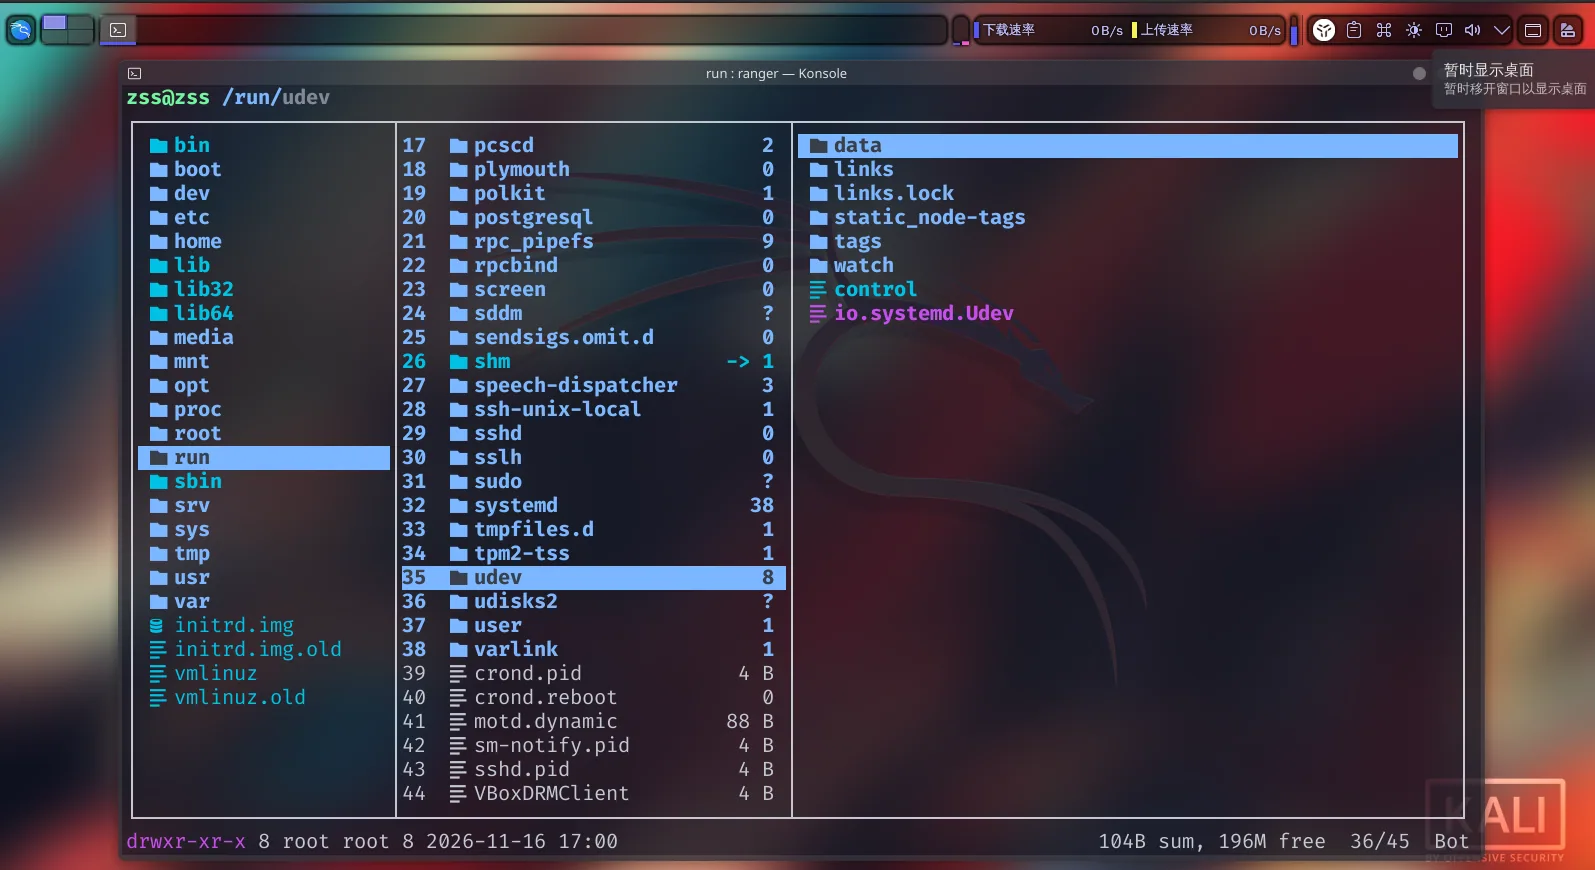 下载速率 0B/s 上传速率 0B/s
run : ranger — Konsole
暂时显示桌面
暂时移开窗口以显示桌面
zss@zss /run/udev
bin
boot
dev
etc
home
lib
lib32
lib64
media
mnt
opt
proc
root
run
sbin
srv
sys
tmp
usr
var
initrd.img
initrd.img.old
vmlinuz
vmlinuz.old
17 pcscd 2
18 plymouth 0
19 polkit 1
20 postgresql 0
21 rpc_pipefs 9
22 rpcbind 0
23 screen 0
24 sddm ?
25 sendsigs.omit.d 0
26 shm -> 1
27 speech-dispatcher 3
28 ssh-unix-local 1
29 sshd 0
30 sslh 0
31 sudo ?
32 systemd 38
33 tmpfiles.d 1
34 tpm2-tss 1
35 udev 8
36 udisks2 ?
37 user 1
38 varlink 1
39 crond.pid 4 B
40 crond.reboot 0
41 motd.dynamic 88 B
42 sm-notify.pid 4 B
43 sshd.pid 4 B
44 VBoxDRMClient 4 B
data
links
links.lock
static_node-tags
tags
watch
control
io.systemd.Udev
drwxr-xr-x 8 root root 8 2026-11-16 17:00 104B sum, 196M free 36/45 Bot
KALI
BY OFFENSIVE SECURITY